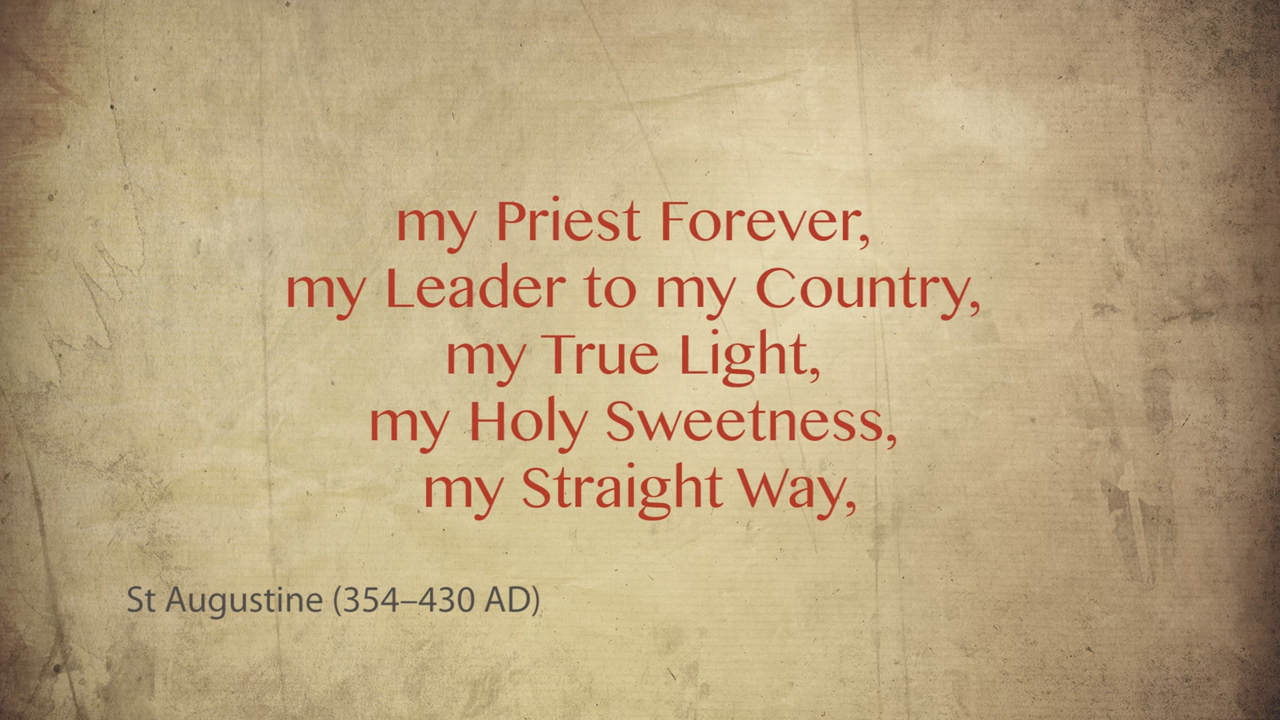 my Priest Forever,
my Leader to my Country,
my True Light,
my Holy Sweetness,
my Straight Way,
St Augustine (354–430 AD)